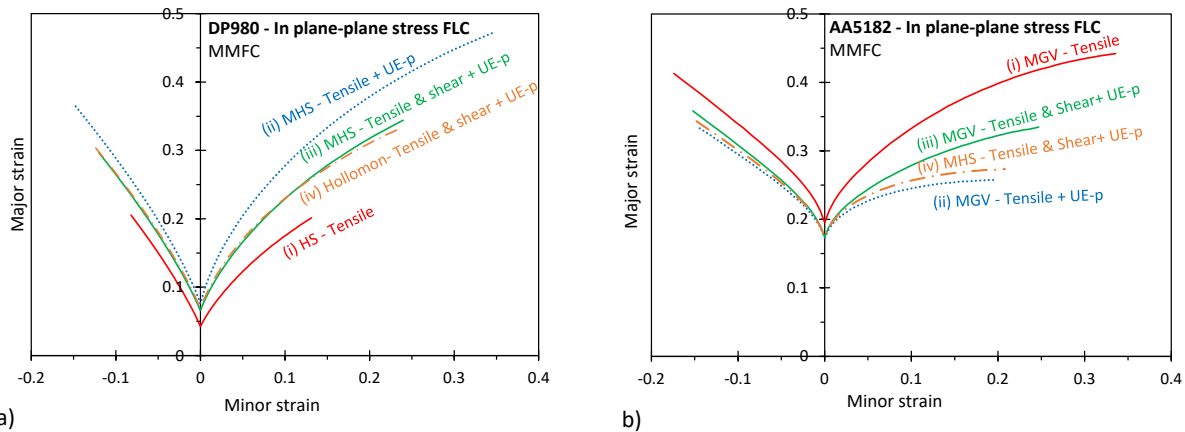 DP980 - In plane-plane stress FLC
MMFC
(ii) MHS - Tensile + UE-p
(iii) MHS - Tensile & shear + UE-p
(iv) Hollomon- Tensile & shear + UE-p
(i) HS - Tensile
Major strain
0.5
0.4
0.3
0.2
0.1
0
-0.2
-0.1
0
0.1
0.2
0.3
0.4
Minor strain
a)
AA5182 - In plane-plane stress FLC
MMFC
(i) MGV - Tensile
(iii) MGV - Tensile & Shear+ UE-p
(iv) MHS - Tensile & Shear+ UE-p
(ii) MGV - Tensile + UE-p
Major strain
0.5
0.4
0.3
0.2
0.1
0
-0.2
-0.1
0
0.1
0.2
0.3
0.4
Minor strain
b)